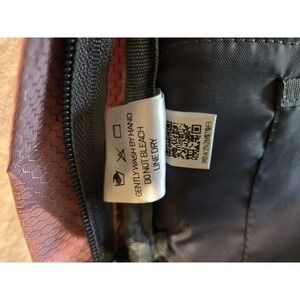 GENTLY WASH BY HAND
DO NOT BLEACH
LINE DRY